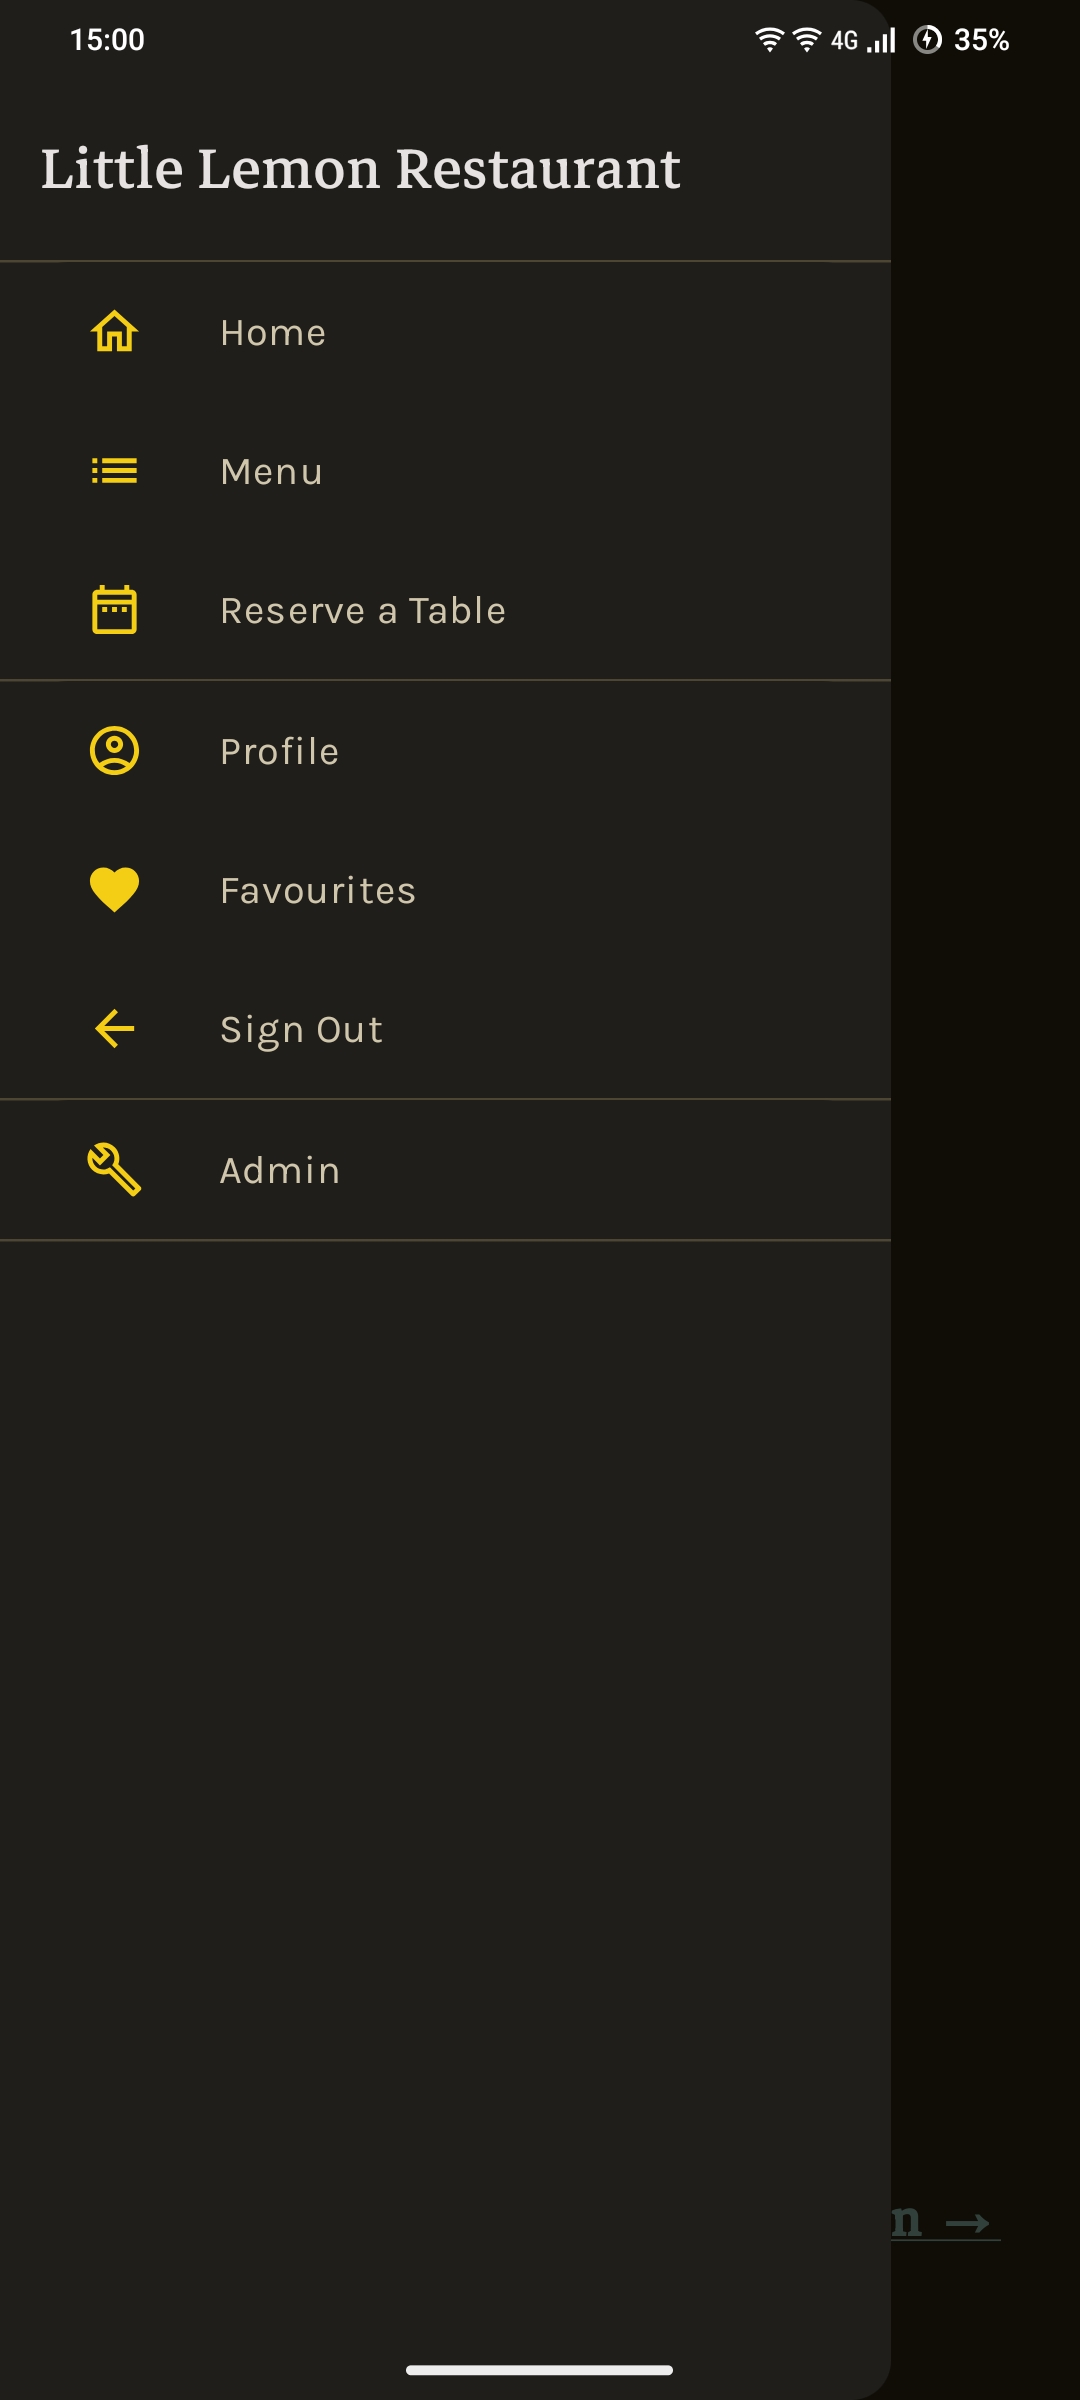 15:00 4G 35%
Little Lemon Restaurant
Home
Menu
Reserve a Table
Profile
Favourites
Sign Out
Admin
n →